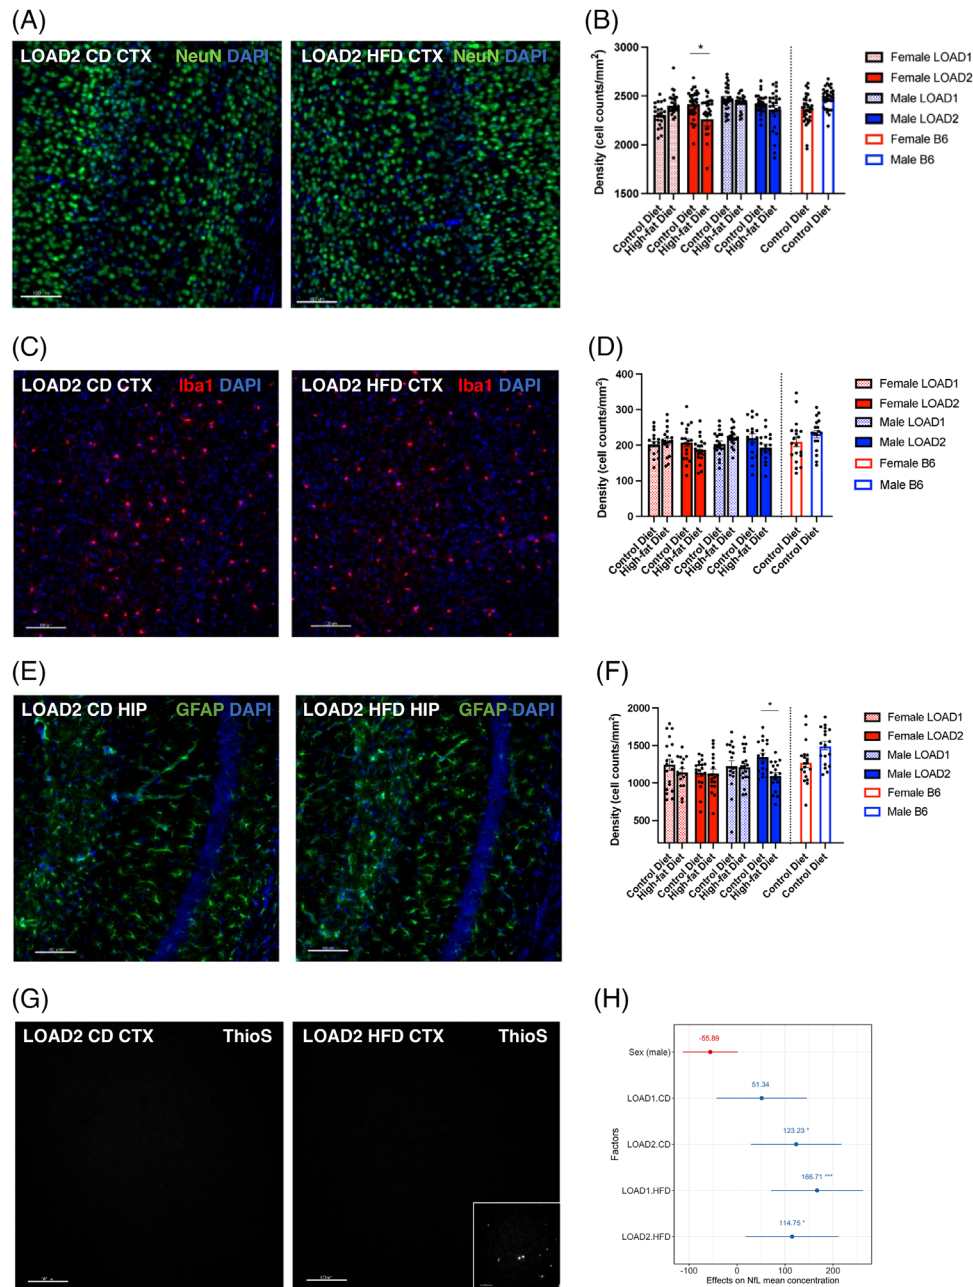 (A)
LOAD2 CD CTX NeuN DAPI
LOAD2 HFD CTX NeuN DAPI
(B)
3000
2500
2000
1500
Density (cell counts/mm²)
*
Control Diet
High-fat Diet
Control Diet
High-fat Diet
Control Diet
High-fat Diet
Control Diet
High-fat Diet
Control Diet
Control Diet
Female LOAD1
Female LOAD2
Male LOAD1
Male LOAD2
Female B6
Male B6
(C)
LOAD2 CD CTX Iba1 DAPI
LOAD2 HFD CTX Iba1 DAPI
(D)
400
300
200
100
0
Density (cell counts/mm²)
Control Diet
High-fat Diet
Control Diet
High-fat Diet
Control Diet
High-fat Diet
Control Diet
High-fat Diet
Control Diet
Control Diet
Female LOAD1
Female LOAD2
Male LOAD1
Male LOAD2
Female B6
Male B6
(E)
LOAD2 CD HIP GFAP DAPI
LOAD2 HFD HIP GFAP DAPI
(F)
2000
1500
1000
500
Density (cell counts/mm²)
*
Control Diet
High-fat Diet
Control Diet
High-fat Diet
Control Diet
High-fat Diet
Control Diet
High-fat Diet
Control Diet
Control Diet
Female LOAD1
Female LOAD2
Male LOAD1
Male LOAD2
Female B6
Male B6
(G)
LOAD2 CD CTX ThioS
LOAD2 HFD CTX ThioS
(H)
Factors
Sex (male)
-55.89
LOAD1.CD
51.34
LOAD2.CD
123.23 *
LOAD1.HFD
166.71 ***
LOAD2.HFD
114.75 *
-100 0 100 200
Effects on NfL mean concentration